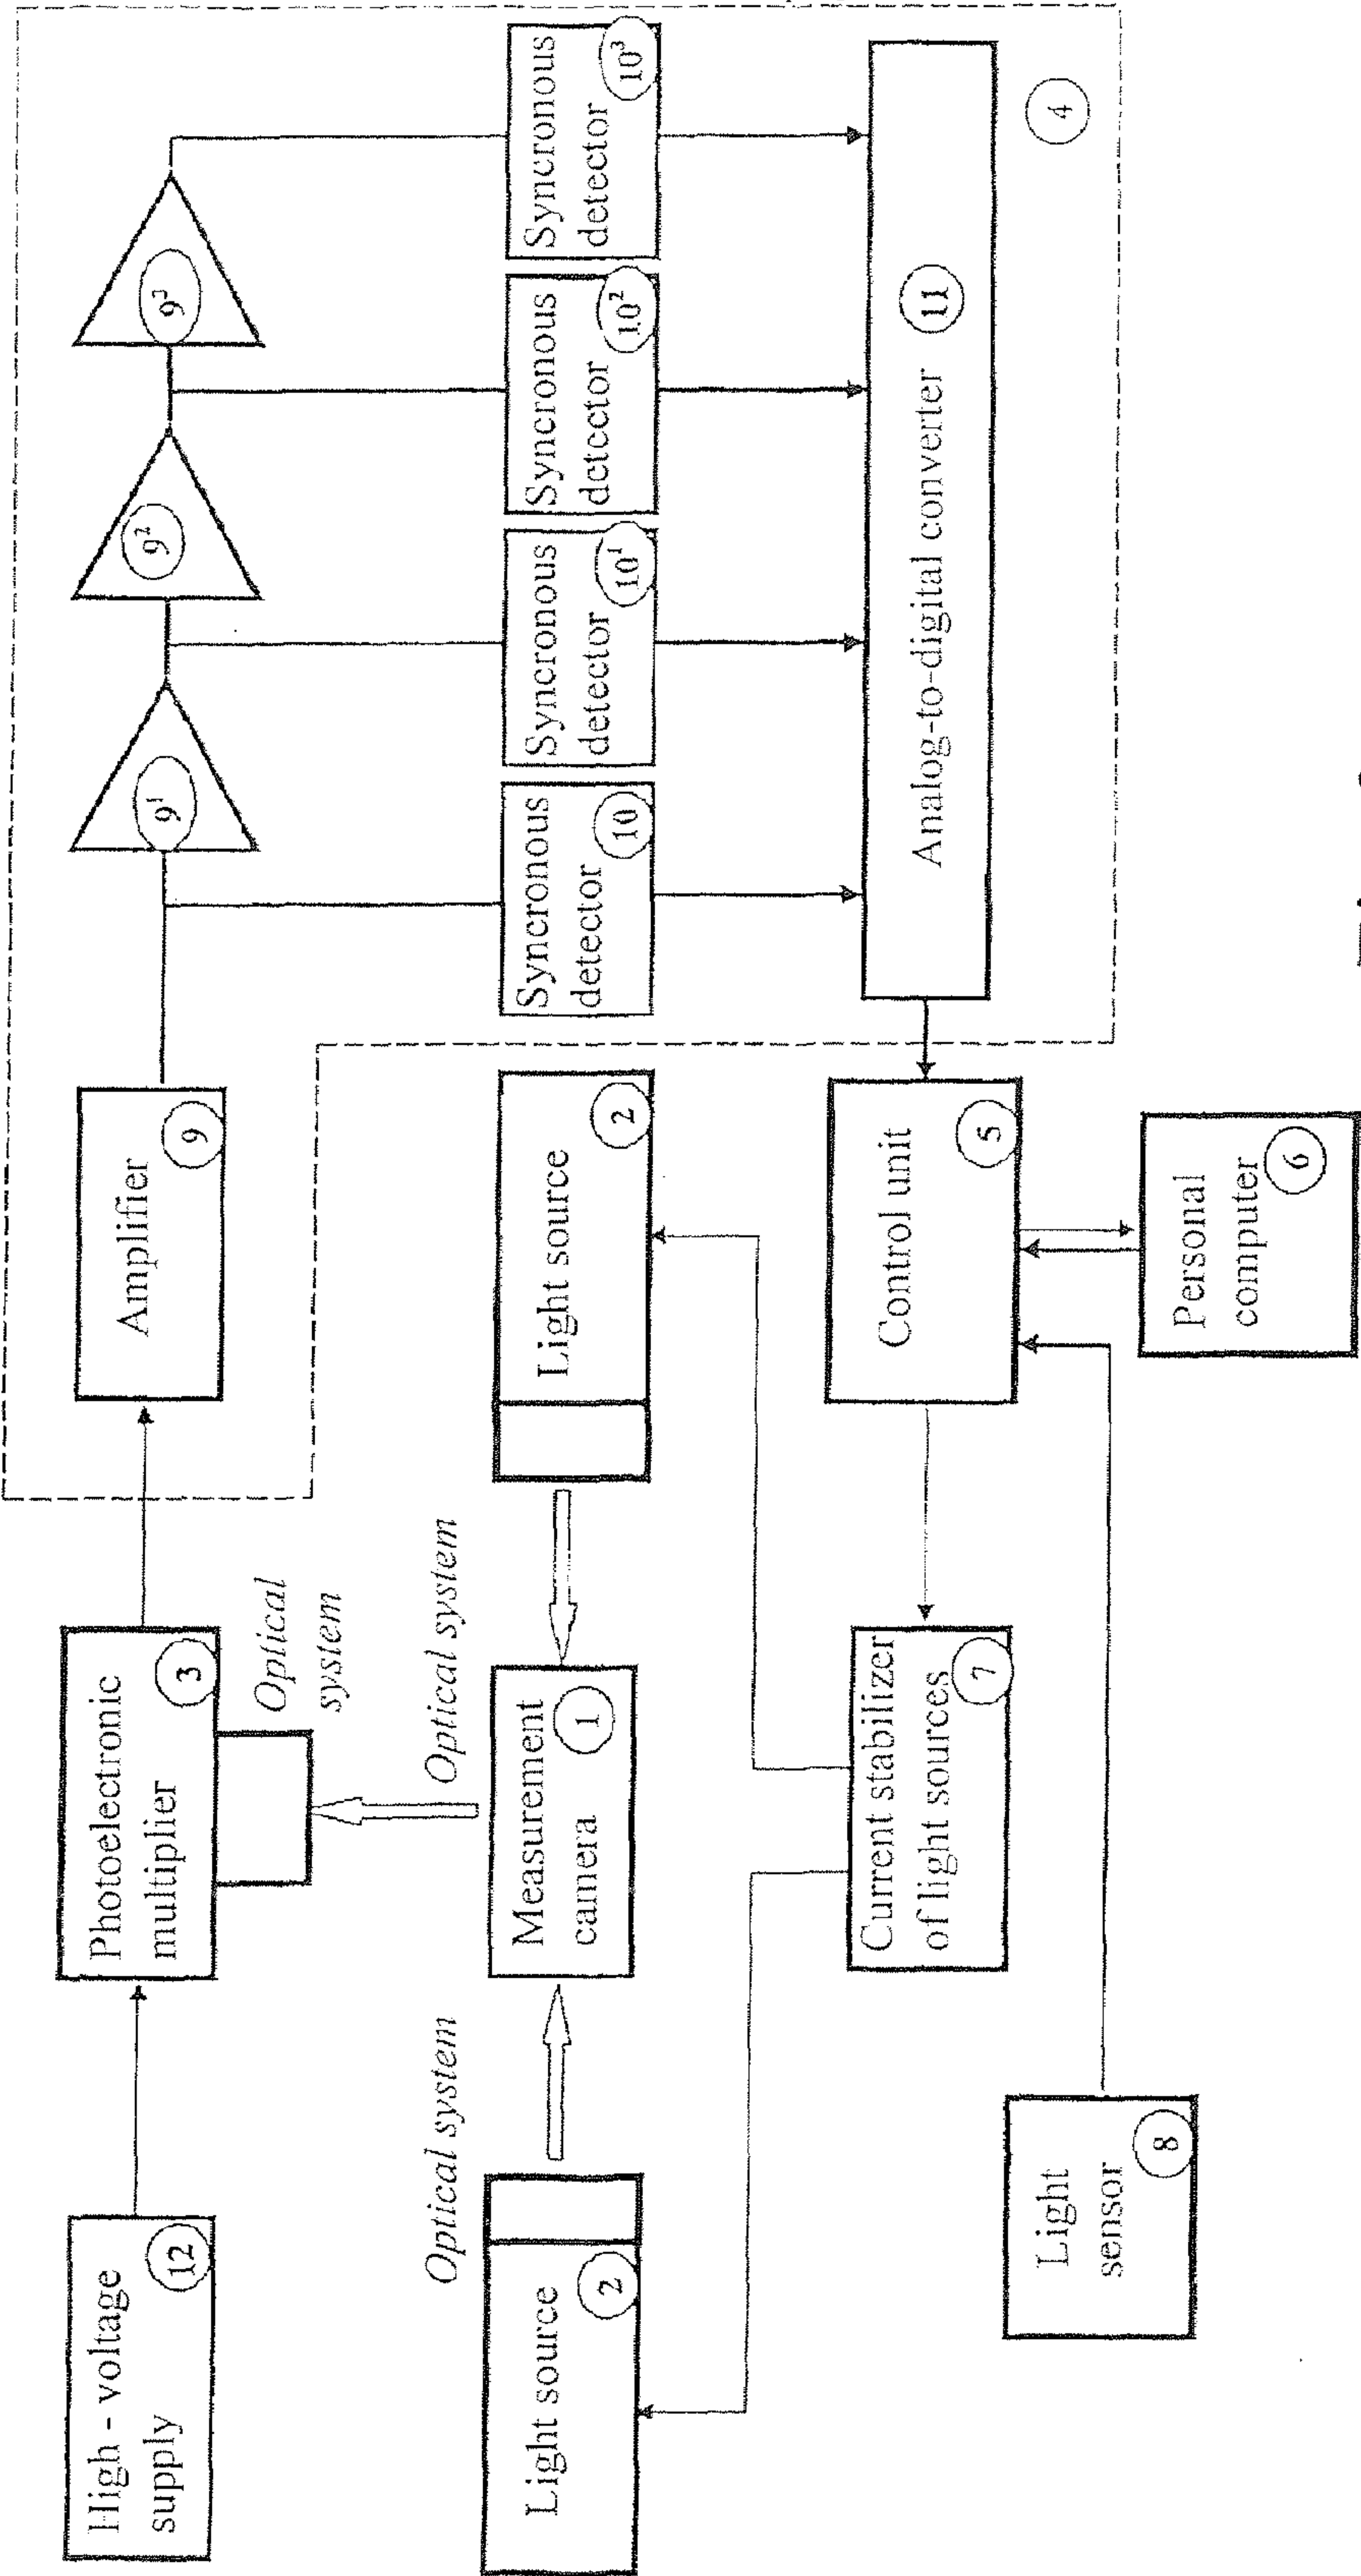 High - voltage
supply
12
Photoelectronic
multiplier
3
Amplifier
9
9¹
9²
9³
Optical
system
Optical system
Optical system
Light source
2
Measurement
camera
1
Light source
2
Syncronous
detector
10
Syncronous
detector
10¹
Syncronous
detector
10²
Syncronous
detector
10³
Current stabilizer
of light sources
7
Control unit
5
Analog-to-digital converter 11
4
Light
sensor
8
Personal
computer
6